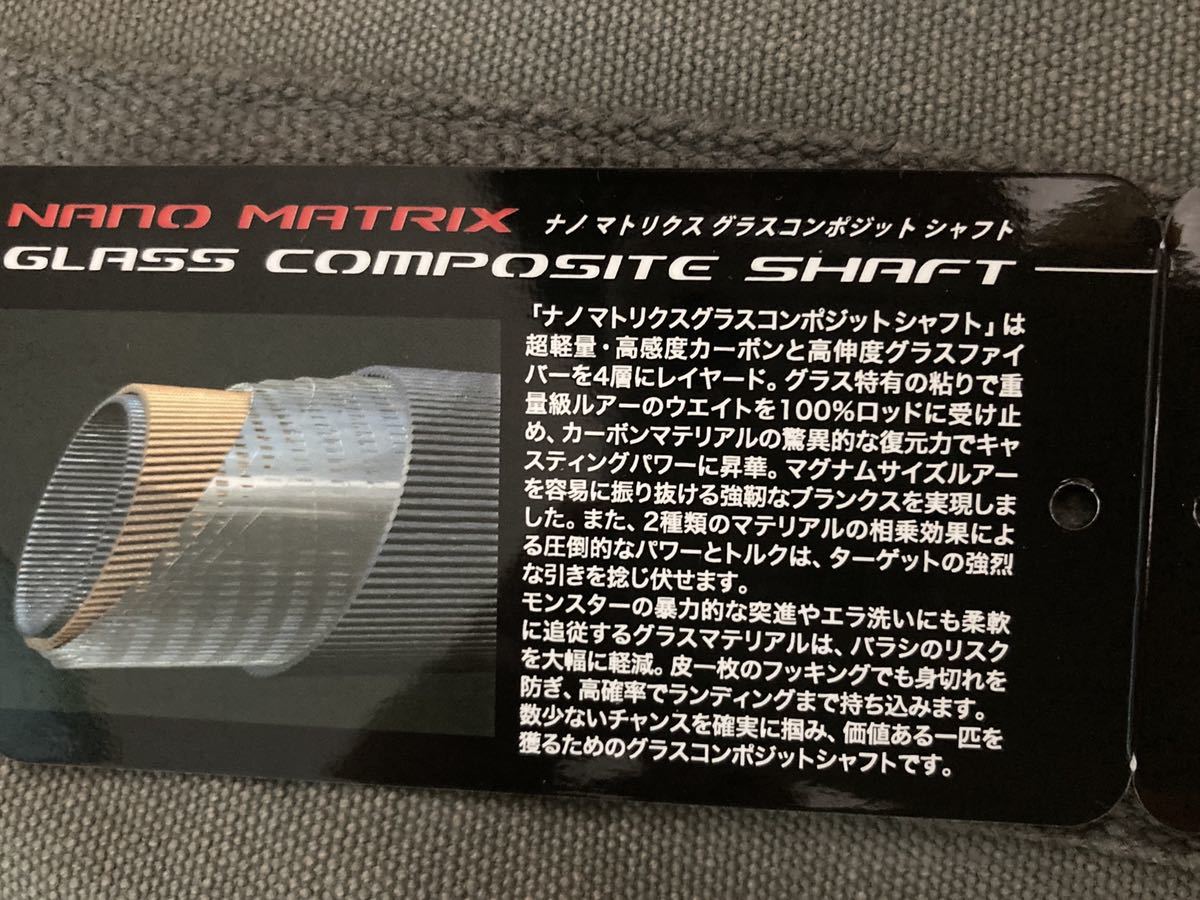 NANO MATRIX ナノマトリクス グラスコンポジット シャフト
GLASS COMPOSITE SHAFT
「ナノマトリクスグラスコンポジットシャフト」は
超軽量・高感度カーボンと高伸度グラスファイ
バーを4層にレイヤード。グラス特有の粘りで重
量級ルアーのウエイトを100%ロッドに受け止
め、カーボンマテリアルの驚異的な復元力でキャ
スティングパワーに昇華。マグナムサイズルアー
を容易に振り抜ける強靭なブランクスを実現しま
した。また、2種類のマテリアルの相乗効果によ
る圧倒的なパワーとトルクは、ターゲットの強烈
な引きを捻じ伏せます。
モンスターの暴力的な突進やエラ洗いにも柔軟
に追従するグラスマテリアルは、バラシのリスク
を大幅に軽減。皮一枚のフッキングでも身切れを
防ぎ、高確率でランディングまで持ち込みます。
数少ないチャンスを確実に掴み、価値ある一匹を
獲るためのグラスコンポジットシャフトです。